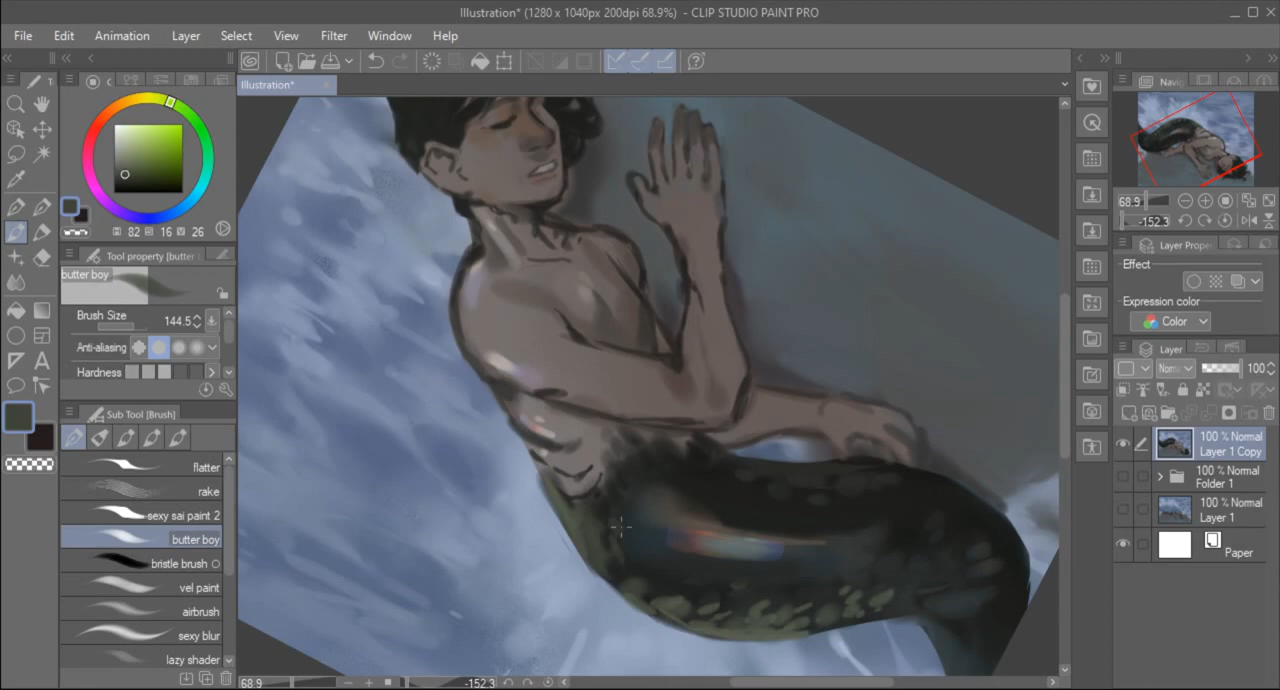 Illustration* (1280 x 1040px 200dpi 68.9%) - CLIP STUDIO PAINT PRO
File Edit Animation Layer Select View Filter Window Help
Illustration*
82 16 26
Tool property [butter
butter boy
Brush Size 144.5
Anti-aliasing
Hardness
Sub Tool [Brush]
flatter
rake
sexy sai paint 2
butter boy
bristle brush
vel paint
airbrush
sexy blur
lazy shader
68.9 -152.3
Navig
68.9
-152.3
Layer Proper
Effect
Expression color
Color
Layer
Norm 100
100 % Normal
Layer 1 Copy
100 % Normal
Folder 1
100 % Normal
Layer 1
Paper